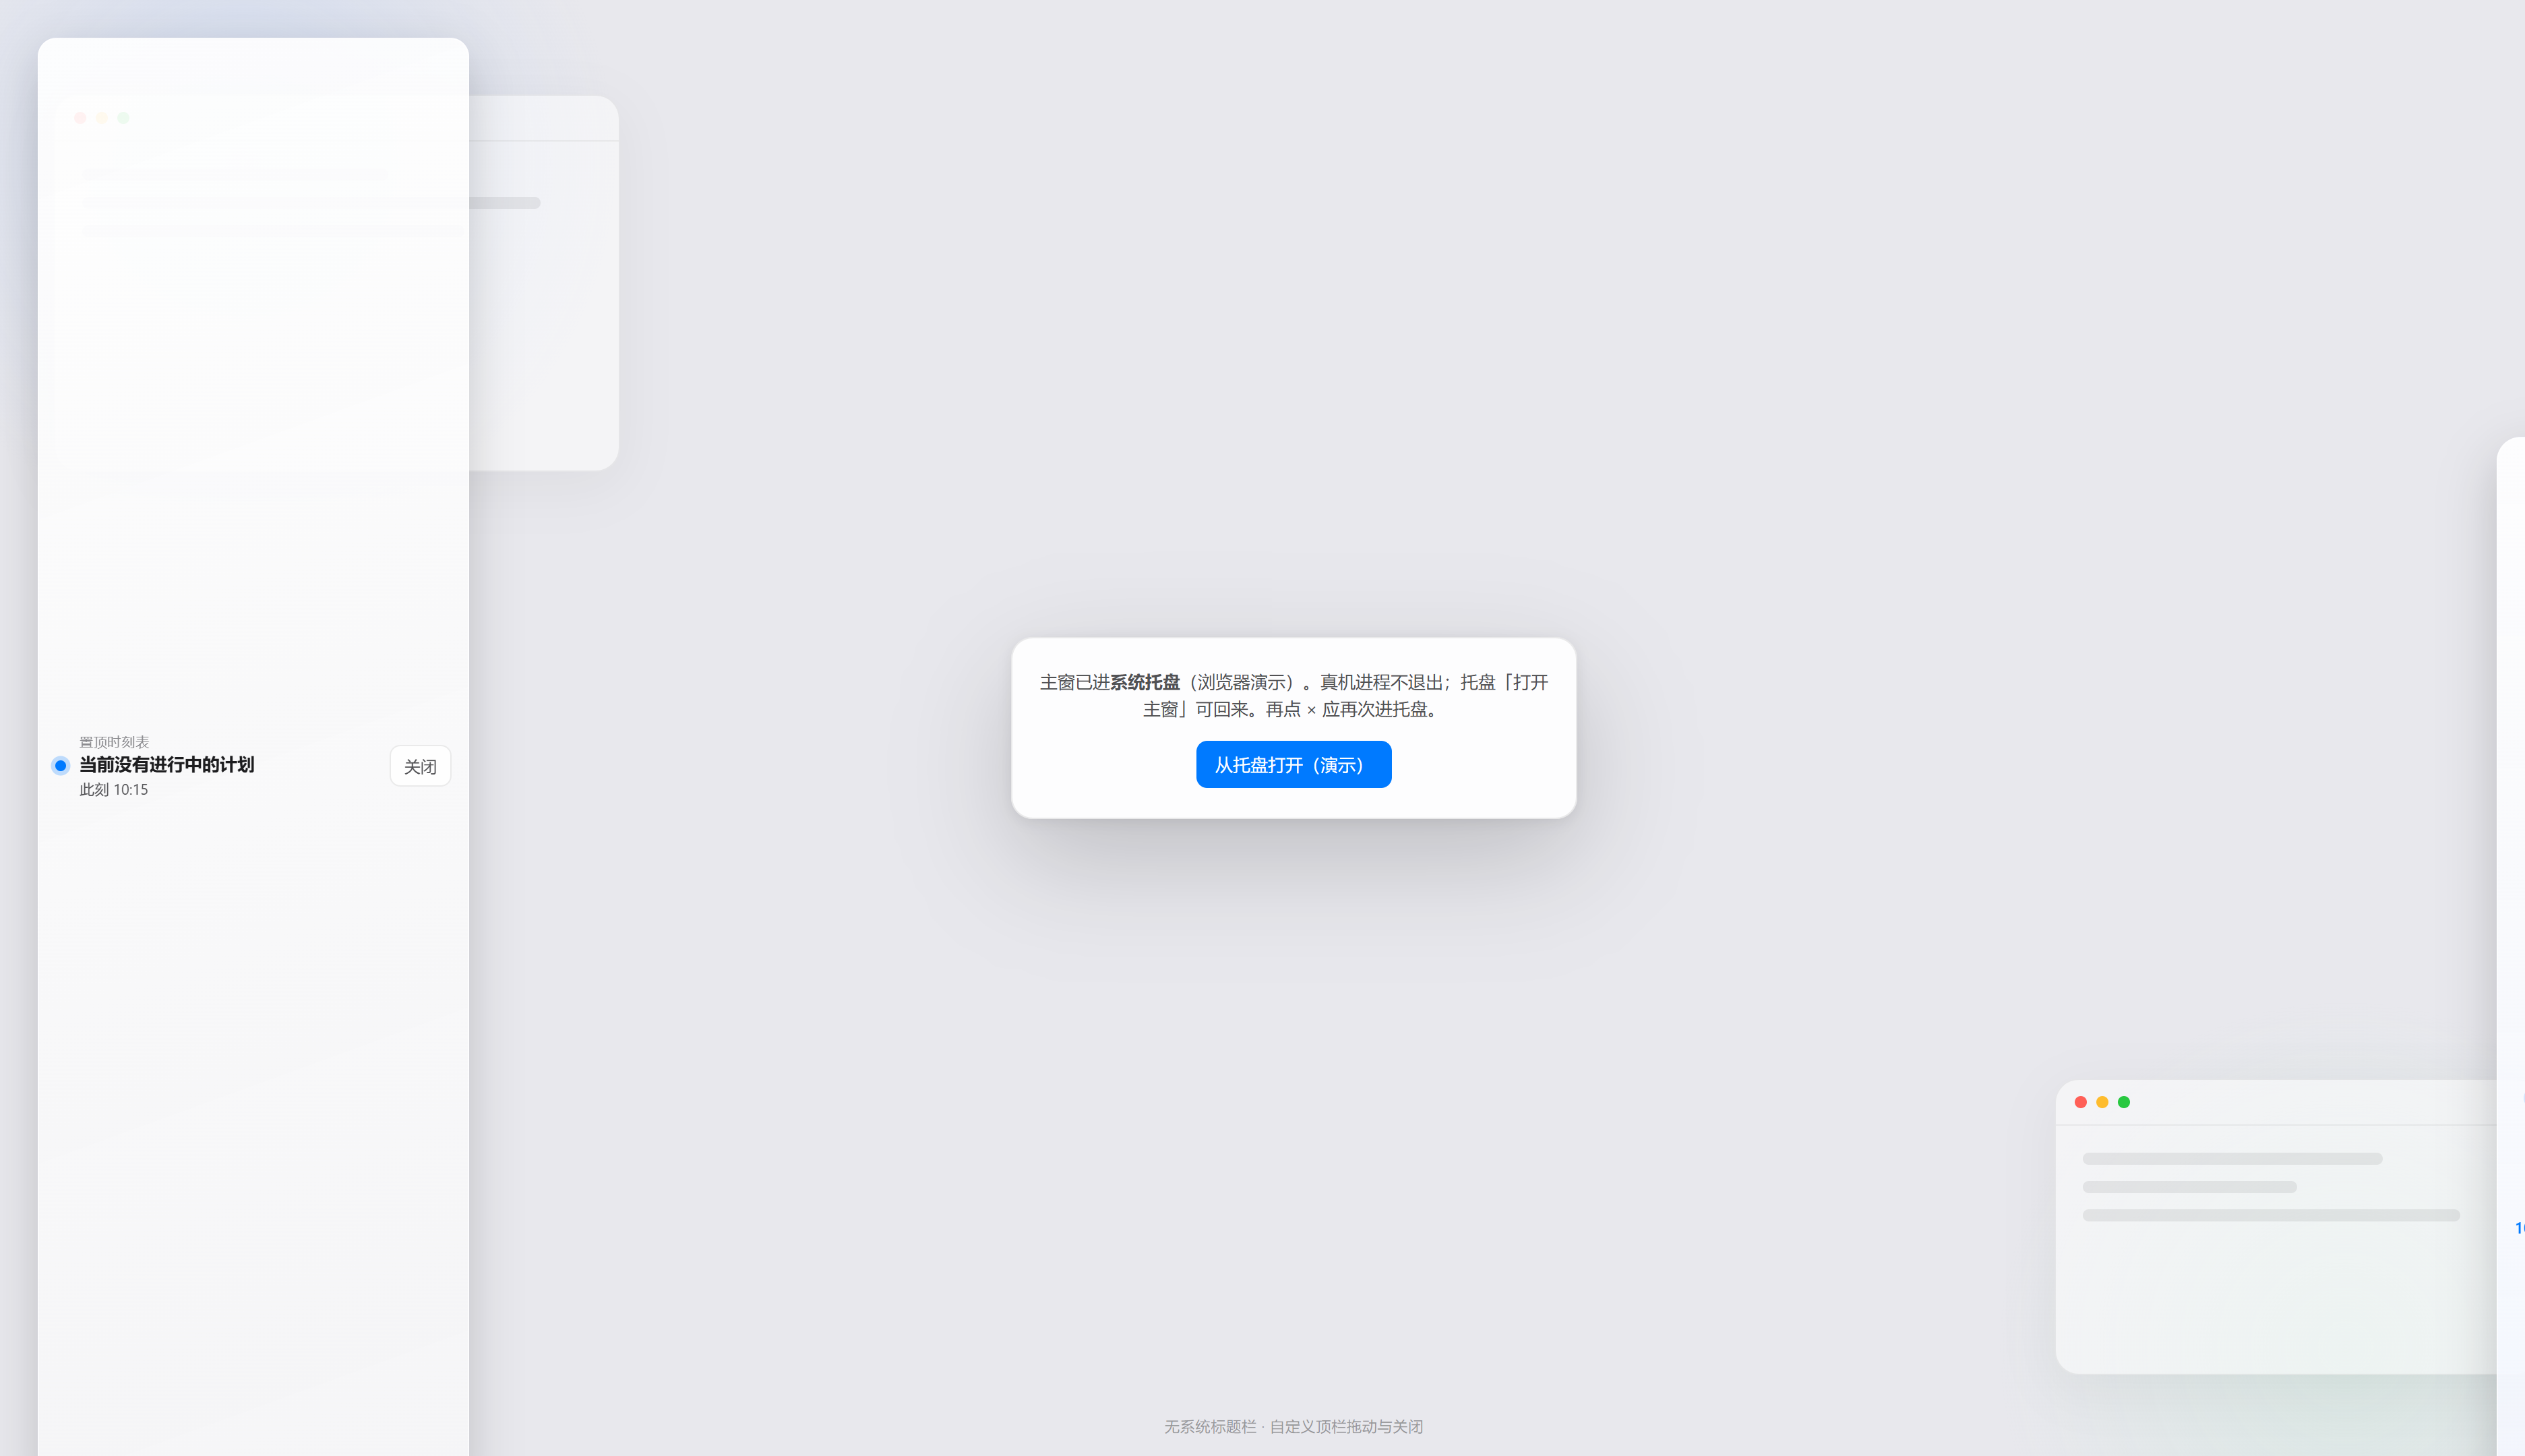 置顶时刻表
当前没有进行中的计划
此刻 10:15
关闭
主窗已进系统托盘（浏览器演示）。真机进程不退出；托盘「打开
主窗」可回来。再点 × 应再次进托盘。
从托盘打开（演示）
无系统标题栏 · 自定义顶栏拖动与关闭